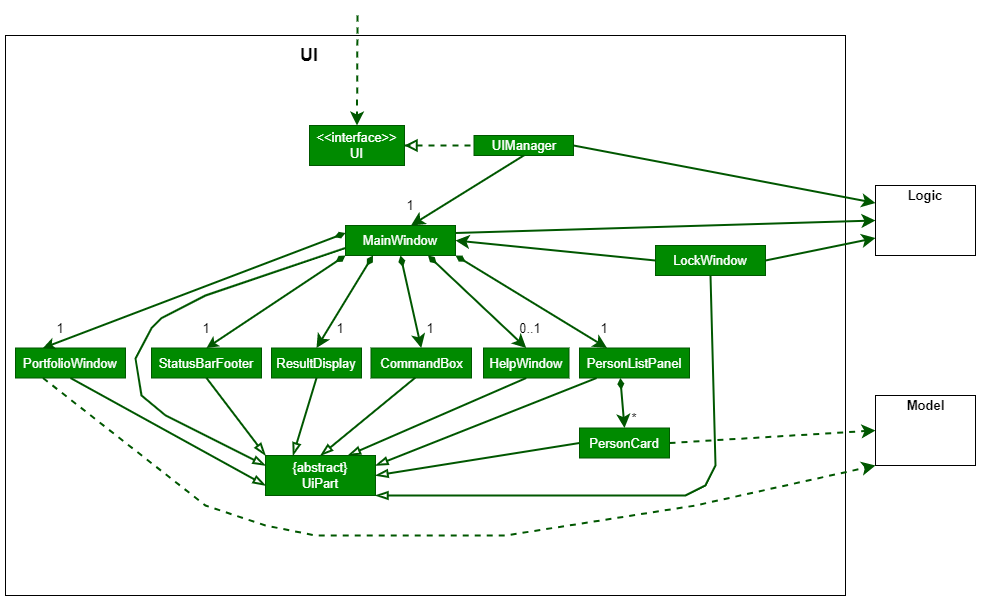 UI
<<interface>>
UI
UIManager
Logic
1
MainWindow
LockWindow
1
1
1
1
0..1
1
PortfolioWindow
StatusBarFooter
ResultDisplay
CommandBox
HelpWindow
PersonListPanel
Model
*
PersonCard
{abstract}
UiPart